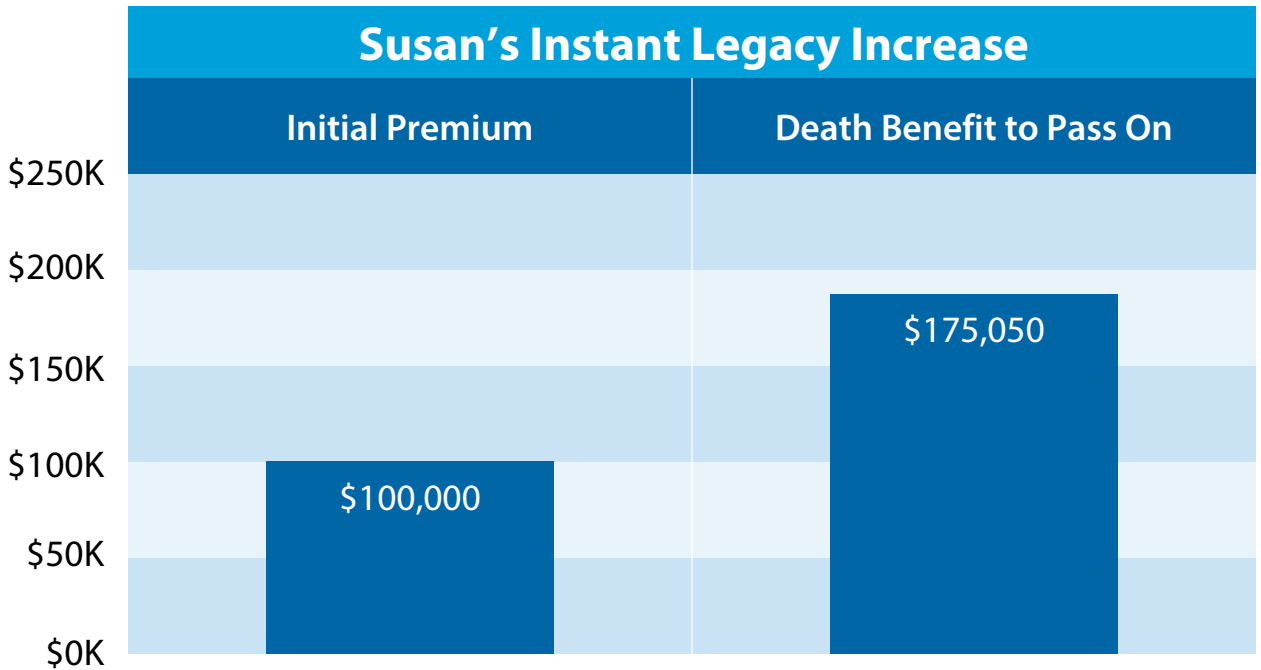 Susan’s Instant Legacy Increase
Initial Premium
Death Benefit to Pass On
$250K
$200K
$175,050
$150K
$100K
$100,000
$50K
$0K